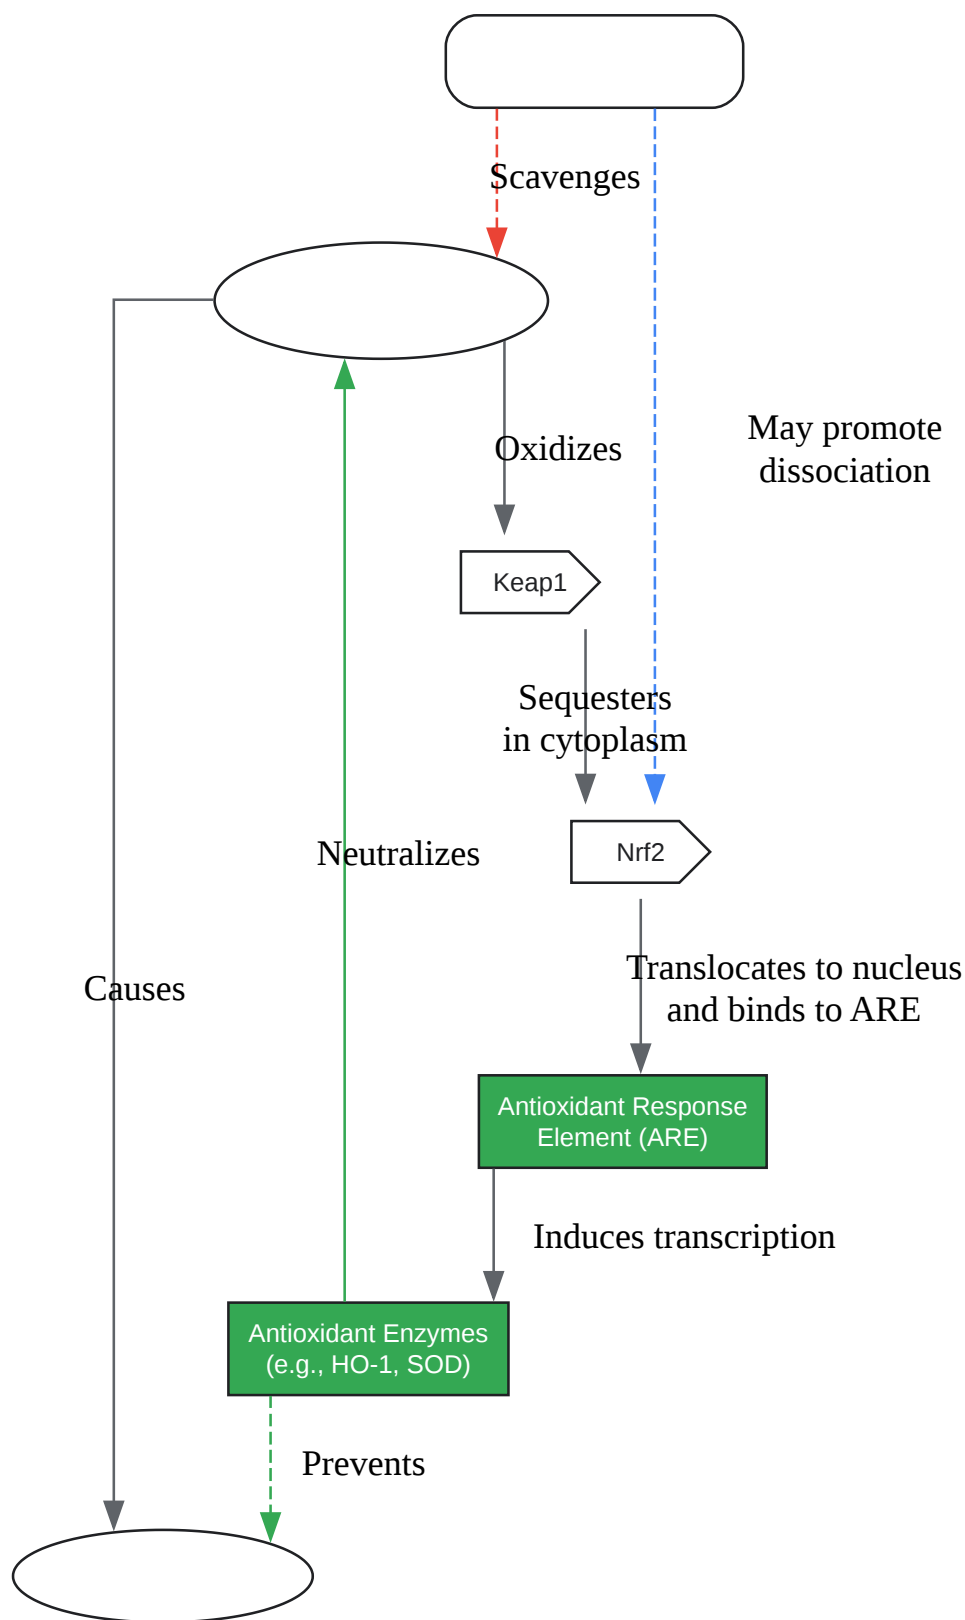 Scavenges
Oxidizes
May promote
dissociation
Keap1
Sequesters
in cytoplasm
Neutralizes
Nrf2
Causes
Translocates to nucleus
and binds to ARE
Antioxidant Response
Element (ARE)
Induces transcription
Antioxidant Enzymes
(e.g., HO-1, SOD)
Prevents